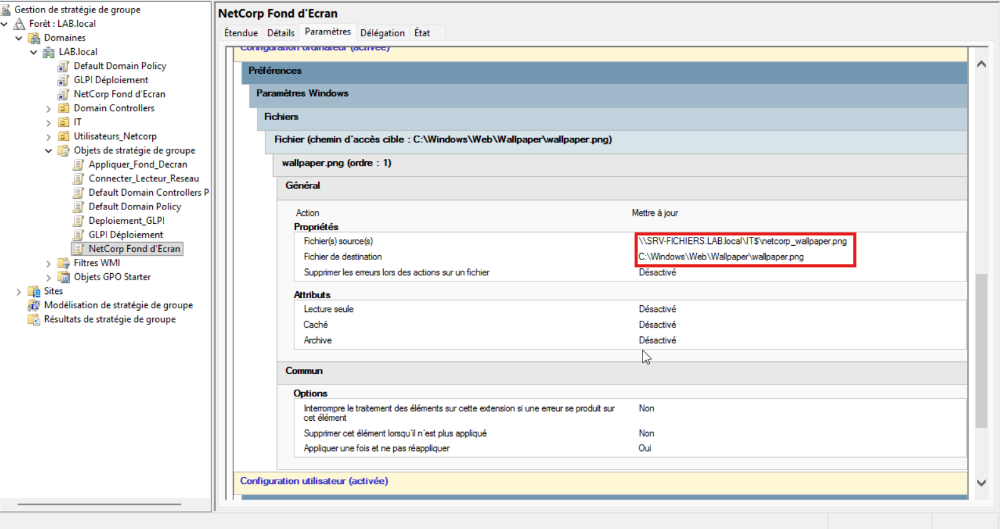 Gestion de stratégie de groupe
Forêt : LAB.local
Domaines
LAB.local
Default Domain Policy
GLPI Déploiement
NetCorp Fond d'Ecran
Domain Controllers
IT
Utilisateurs_Netcorp
Objets de stratégie de groupe
Appliquer_Fond_Decran
Connecter_Lecteur_Reseau
Default Domain Controllers P
Default Domain Policy
Deploiement_GLPI
GLPI Déploiement
NetCorp Fond d'Ecran
Filtres WMI
Objets GPO Starter
Sites
Modélisation de stratégie de groupe
Résultats de stratégie de groupe
NetCorp Fond d'Ecran
Étendue Détails Paramètres Délégation État
Configuration ordinateur (activée)
Préférences
Paramètres Windows
Fichiers
Fichier (chemin d'accès cible : C:\Windows\Web\Wallpaper\wallpaper.png)
wallpaper.png (ordre : 1)
Général
Action Mettre à jour
Propriétés
Fichier(s) source(s) \\SRV-FICHIERS.LAB.local\IT$\netcorp_wallpaper.png
Fichier de destination C:\Windows\Web\Wallpaper\wallpaper.png
Supprimer les erreurs lors des actions sur un fichier Désactivé
Attributs
Lecture seule Désactivé
Caché Désactivé
Archive Désactivé
Commun
Options
Interrompre le traitement des éléments sur cette extension si une erreur se produit sur Non
cet élément
Supprimer cet élément lorsqu'il n'est plus appliqué Non
Appliquer une fois et ne pas réappliquer Oui
Configuration utilisateur (activée)